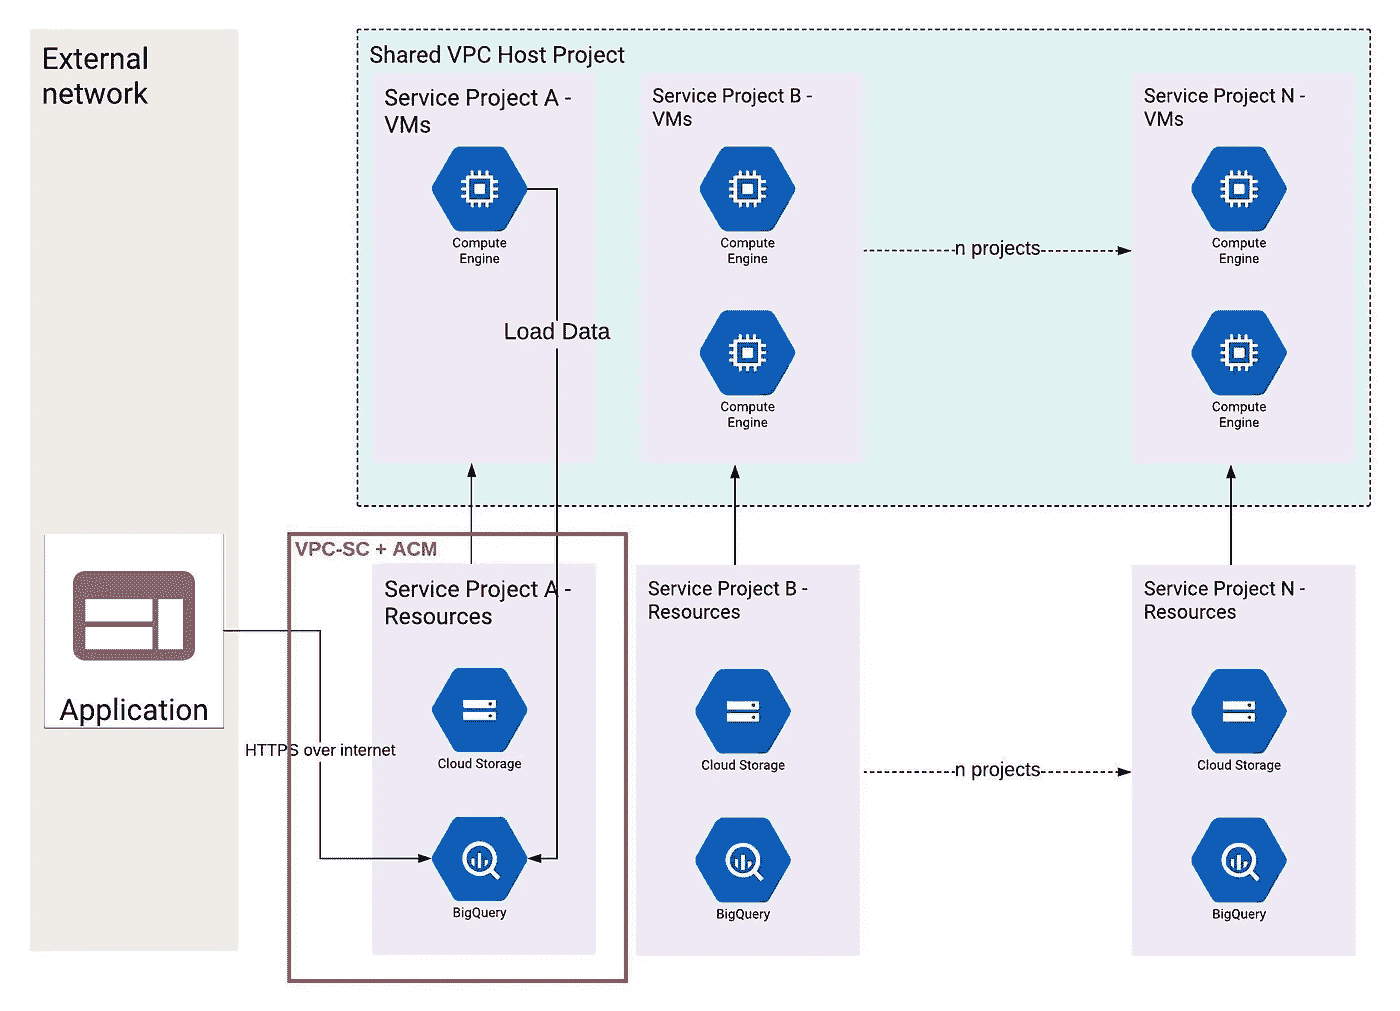 External
network
Shared VPC Host Project
Service Project A -
VMs
Compute
Engine
Load Data
Service Project B -
VMs
Compute
Engine
Compute
Engine
n projects
Service Project N -
VMs
Compute
Engine
Compute
Engine
Application
HTTPS over internet
VPC-SC + ACM
Service Project A -
Resources
Cloud Storage
BigQuery
Service Project B -
Resources
Cloud Storage
BigQuery
n projects
Service Project N -
Resources
Cloud Storage
BigQuery